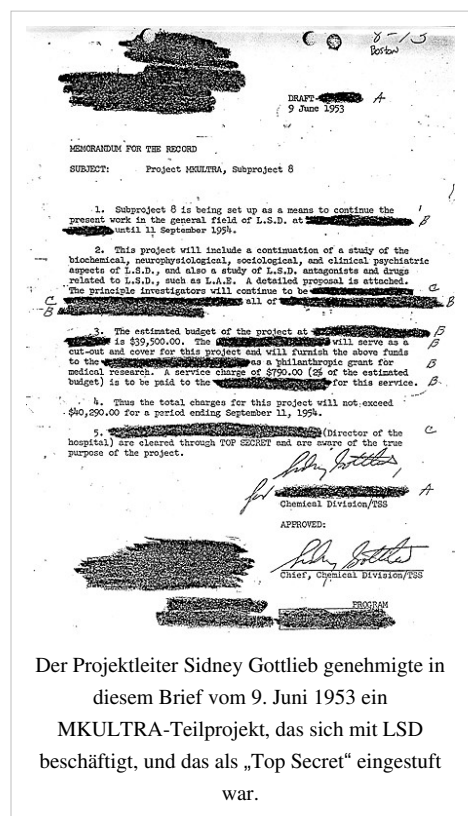 8-13
Boston
DRAFT- A
9 June 1953
MEMORANDUM FOR THE RECORD
SUBJECT: Project MKULTRA, Subproject 8
1. Subproject 8 is being set up as a means to continue the
present work in the general field of L.S.D. at B
until 11 September 1954.
2. This project will include a continuation of a study of the
biochemical, neurophysiological, sociological, and clinical psychiatric
aspects of L.S.D., and also a study of L.S.D. antagonists and drugs
related to L.S.D., such as L.A.E. A detailed proposal is attached.
The principle investigators will continue to be C
C all of B
B
3. The estimated budget of the project at B
is $39,500.00. The will serve as a B
cut-out and cover for this project and will furnish the above funds
to the as a philanthropic grant for B
medical research. A service charge of $790.00 (2% of the estimated
budget) is to be paid to the for this service. B
4. Thus the total charges for this project will not exceed
$40,290.00 for a period ending September 11, 1954.
5. (Director of the C
hospital) are cleared through TOP SECRET and are aware of the true
purpose of the project.
Sidney Gottlieb
for A
Chemical Division/TSS
APPROVED:
Sidney Gottlieb
Chief, Chemical Division/TSS
PROGRAM
Der Projektleiter Sidney Gottlieb genehmigte in
diesem Brief vom 9. Juni 1953 ein
MKULTRA-Teilprojekt, das sich mit LSD
beschäftigt, und das als „Top Secret“ eingestuft
war.